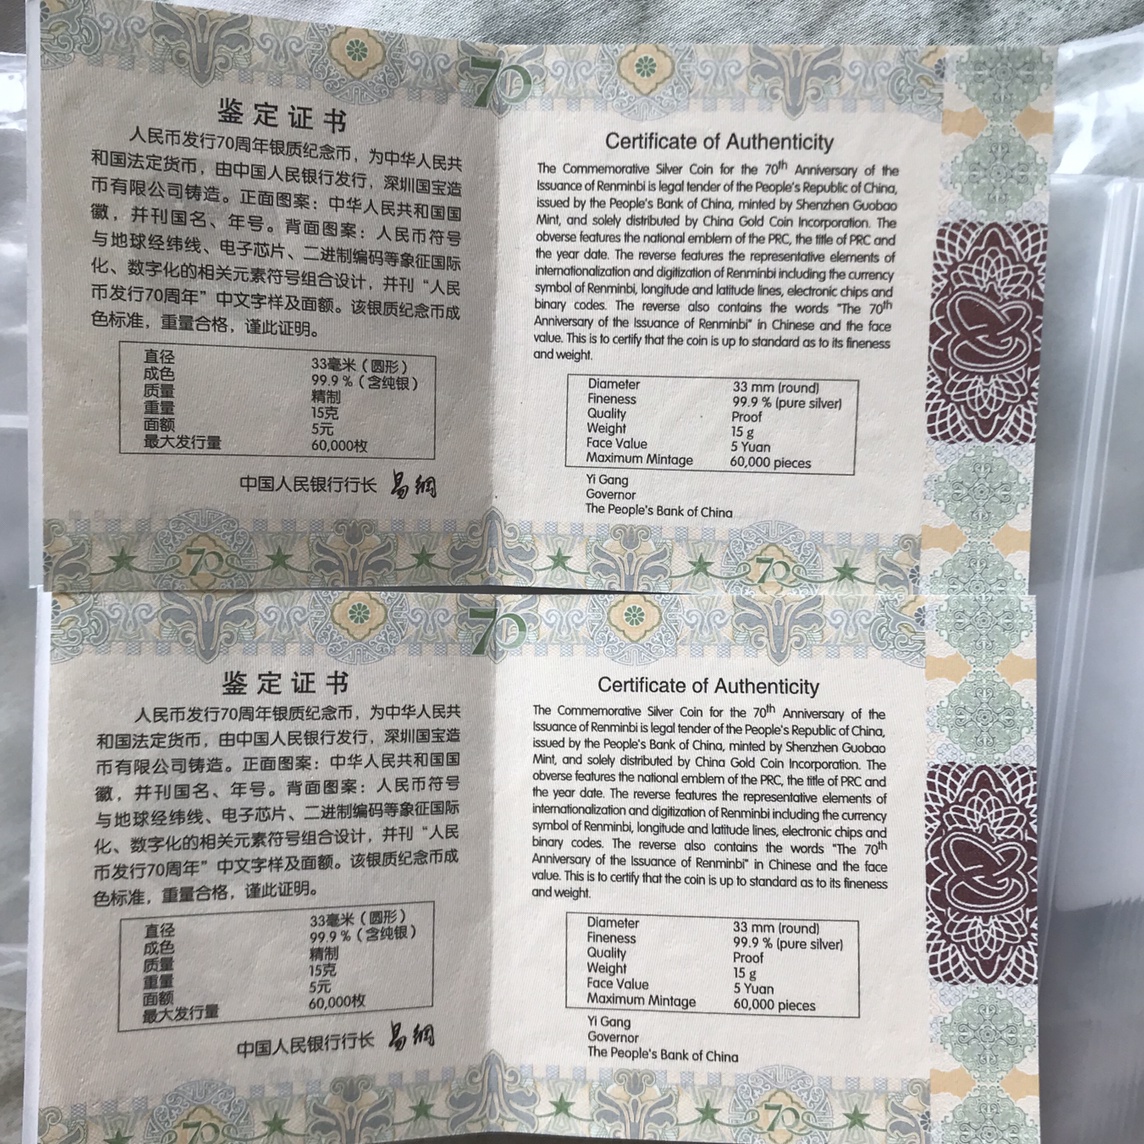 70
鉴定证书
人民币发行70周年银质纪念币，为中华人民共
和国法定货币，由中国人民银行发行，深圳国宝造
币有限公司铸造。正面图案：中华人民共和国国
徽，并刊国名、年号。背面图案：人民币符号
与地球经纬线、电子芯片、二进制编码等象征国际
化、数字化的相关元素符号组合设计，并刊“人民
币发行70周年”中文字样及面额。该银质纪念币成
色标准，重量合格，谨此证明。
直径 33毫米（圆形）
成色 99.9％（含纯银）
质量 精制
重量 15克
面额 5元
最大发行量 60,000枚
中国人民银行行长 易纲
70
Certificate of Authenticity
The Commemorative Silver Coin for the 70th Anniversary of the
Issuance of Renminbi is legal tender of the People's Republic of China,
issued by the People's Bank of China, minted by Shenzhen Guobao
Mint, and solely distributed by China Gold Coin Incorporation. The
obverse features the national emblem of the PRC, the title of PRC and
the year date. The reverse features the representative elements of
internationalization and digitization of Renminbi including the currency
symbol of Renminbi, longitude and latitude lines, electronic chips and
binary codes. The reverse also contains the words "The 70th
Anniversary of the Issuance of Renminbi" in Chinese and the face
value. This is to certify that the coin is up to standard as to its fineness
and weight.
Diameter 33 mm (round)
Fineness 99.9 % (pure silver)
Quality Proof
Weight 15 g
Face Value 5 Yuan
Maximum Mintage 60,000 pieces
Yi Gang
Governor
The People's Bank of China
70
70
鉴定证书
人民币发行70周年银质纪念币，为中华人民共
和国法定货币，由中国人民银行发行，深圳国宝造
币有限公司铸造。正面图案：中华人民共和国国
徽，并刊国名、年号。背面图案：人民币符号
与地球经纬线、电子芯片、二进制编码等象征国际
化、数字化的相关元素符号组合设计，并刊“人民
币发行70周年”中文字样及面额。该银质纪念币成
色标准，重量合格，谨此证明。
直径 33毫米（圆形）
成色 99.9％（含纯银）
质量 精制
重量 15克
面额 5元
最大发行量 60,000枚
中国人民银行行长 易纲
70
Certificate of Authenticity
The Commemorative Silver Coin for the 70th Anniversary of the
Issuance of Renminbi is legal tender of the People's Republic of China,
issued by the People's Bank of China, minted by Shenzhen Guobao
Mint, and solely distributed by China Gold Coin Incorporation. The
obverse features the national emblem of the PRC, the title of PRC and
the year date. The reverse features the representative elements of
internationalization and digitization of Renminbi including the currency
symbol of Renminbi, longitude and latitude lines, electronic chips and
binary codes. The reverse also contains the words "The 70th
Anniversary of the Issuance of Renminbi" in Chinese and the face
value. This is to certify that the coin is up to standard as to its fineness
and weight.
Diameter 33 mm (round)
Fineness 99.9 % (pure silver)
Quality Proof
Weight 15 g
Face Value 5 Yuan
Maximum Mintage 60,000 pieces
Yi Gang
Governor
The People's Bank of China
70